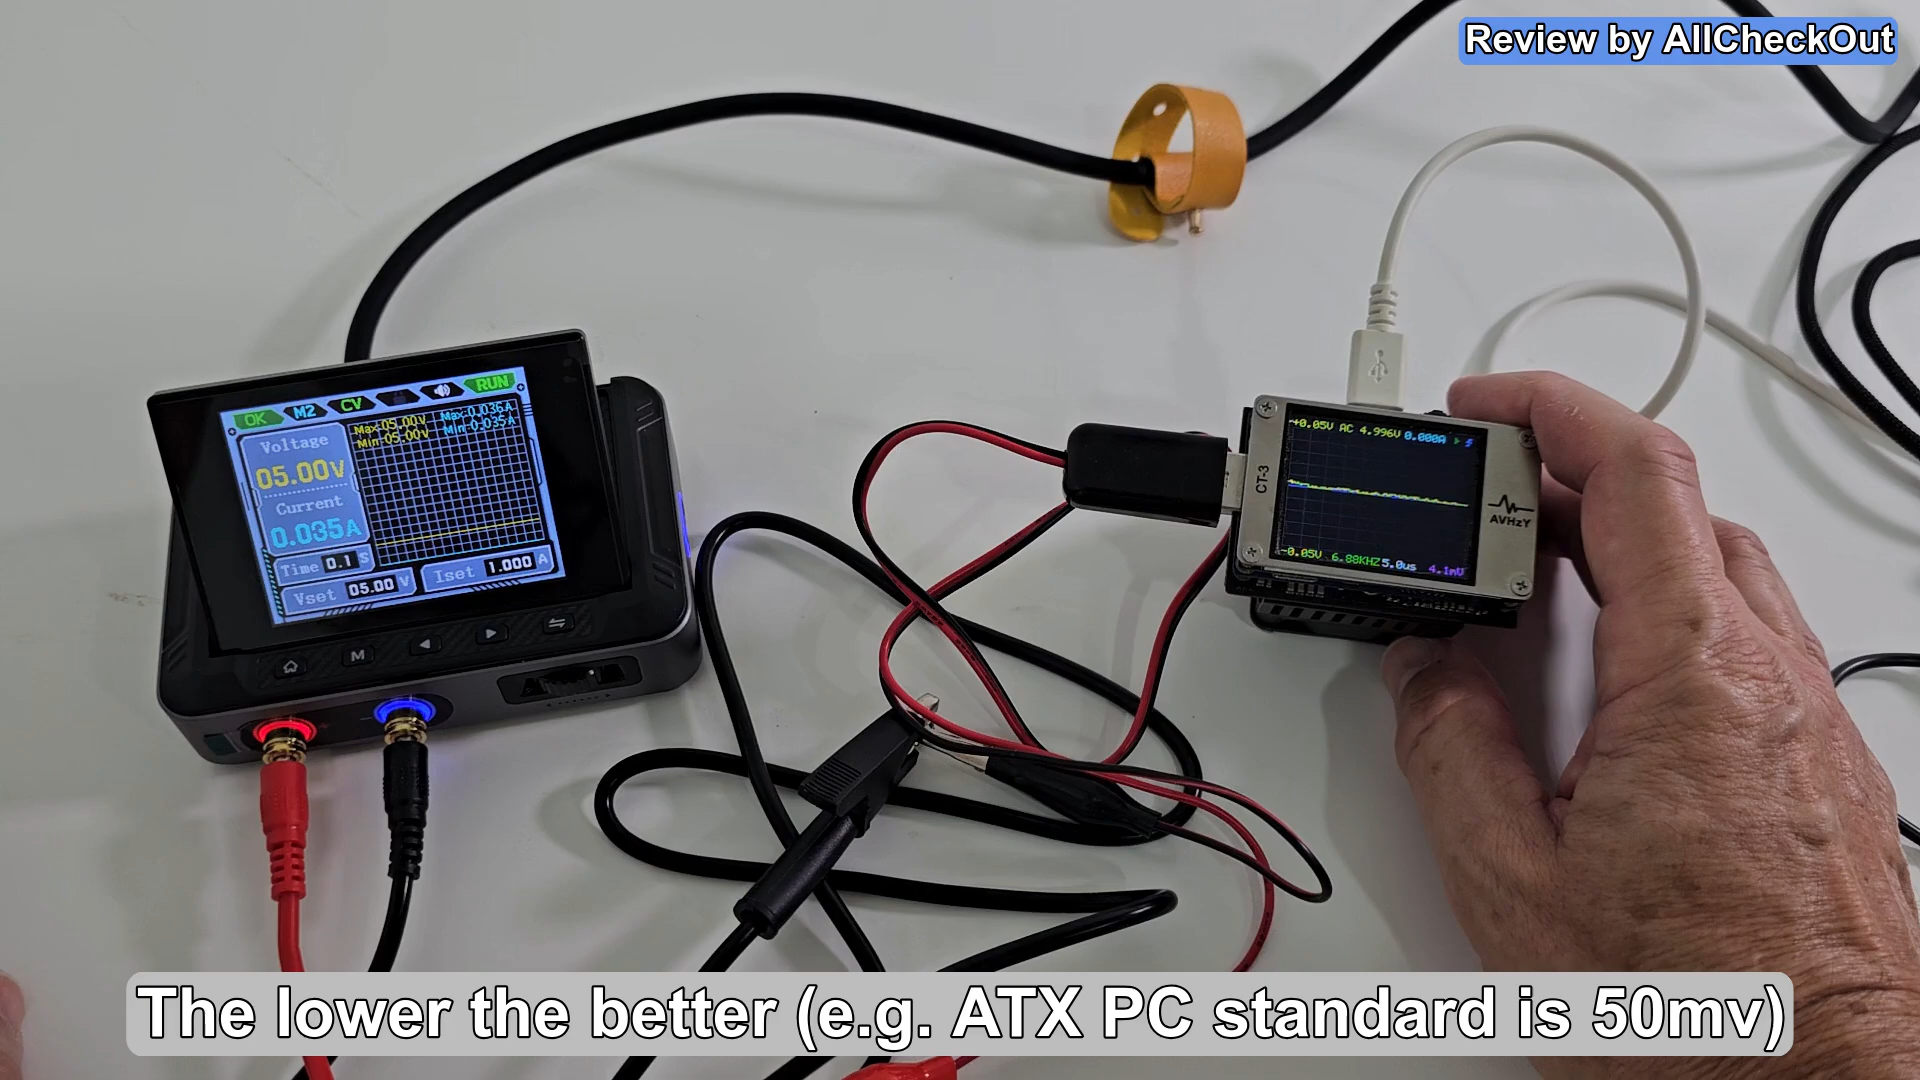 Review by AllCheckOut
OK M2 CV RUN
Voltage
05.00V
Current
0.035A
Time 0.1 S
Vset 05.00 V
Iset 1.000 A
Max 05.00V
Min 05.00V
Max 0.036A
Min 0.035A
M
CT-3
+0.05V AC 4.996V 0.000A
-0.05V 6.88KHZ 5.0us 4.1mV
AVHzY
The lower the better (e.g. ATX PC standard is 50mv)